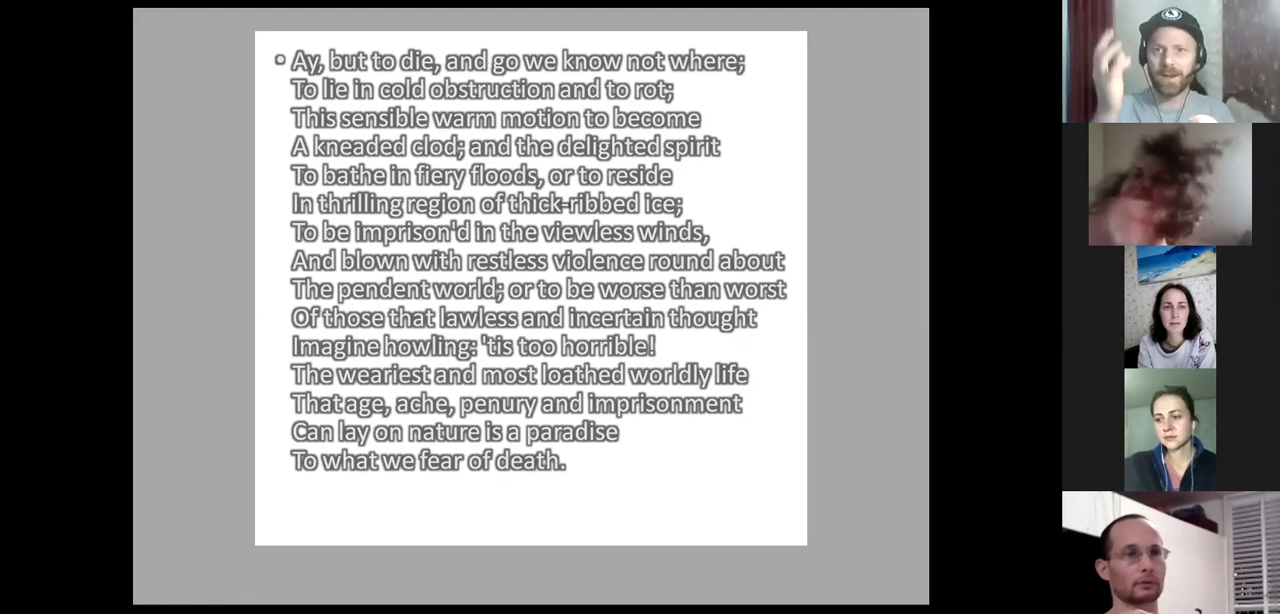 • Ay, but to die, and go we know not where;
To lie in cold obstruction and to rot;
This sensible warm motion to become
A kneaded clod; and the delighted spirit
To bathe in fiery floods, or to reside
In thrilling region of thick-ribbed ice;
To be imprison'd in the viewless winds,
And blown with restless violence round about
The pendent world; or to be worse than worst
Of those that lawless and incertain thought
Imagine howling: 'tis too horrible!
The weariest and most loathed worldly life
That age, ache, penury and imprisonment
Can lay on nature is a paradise
To what we fear of death.